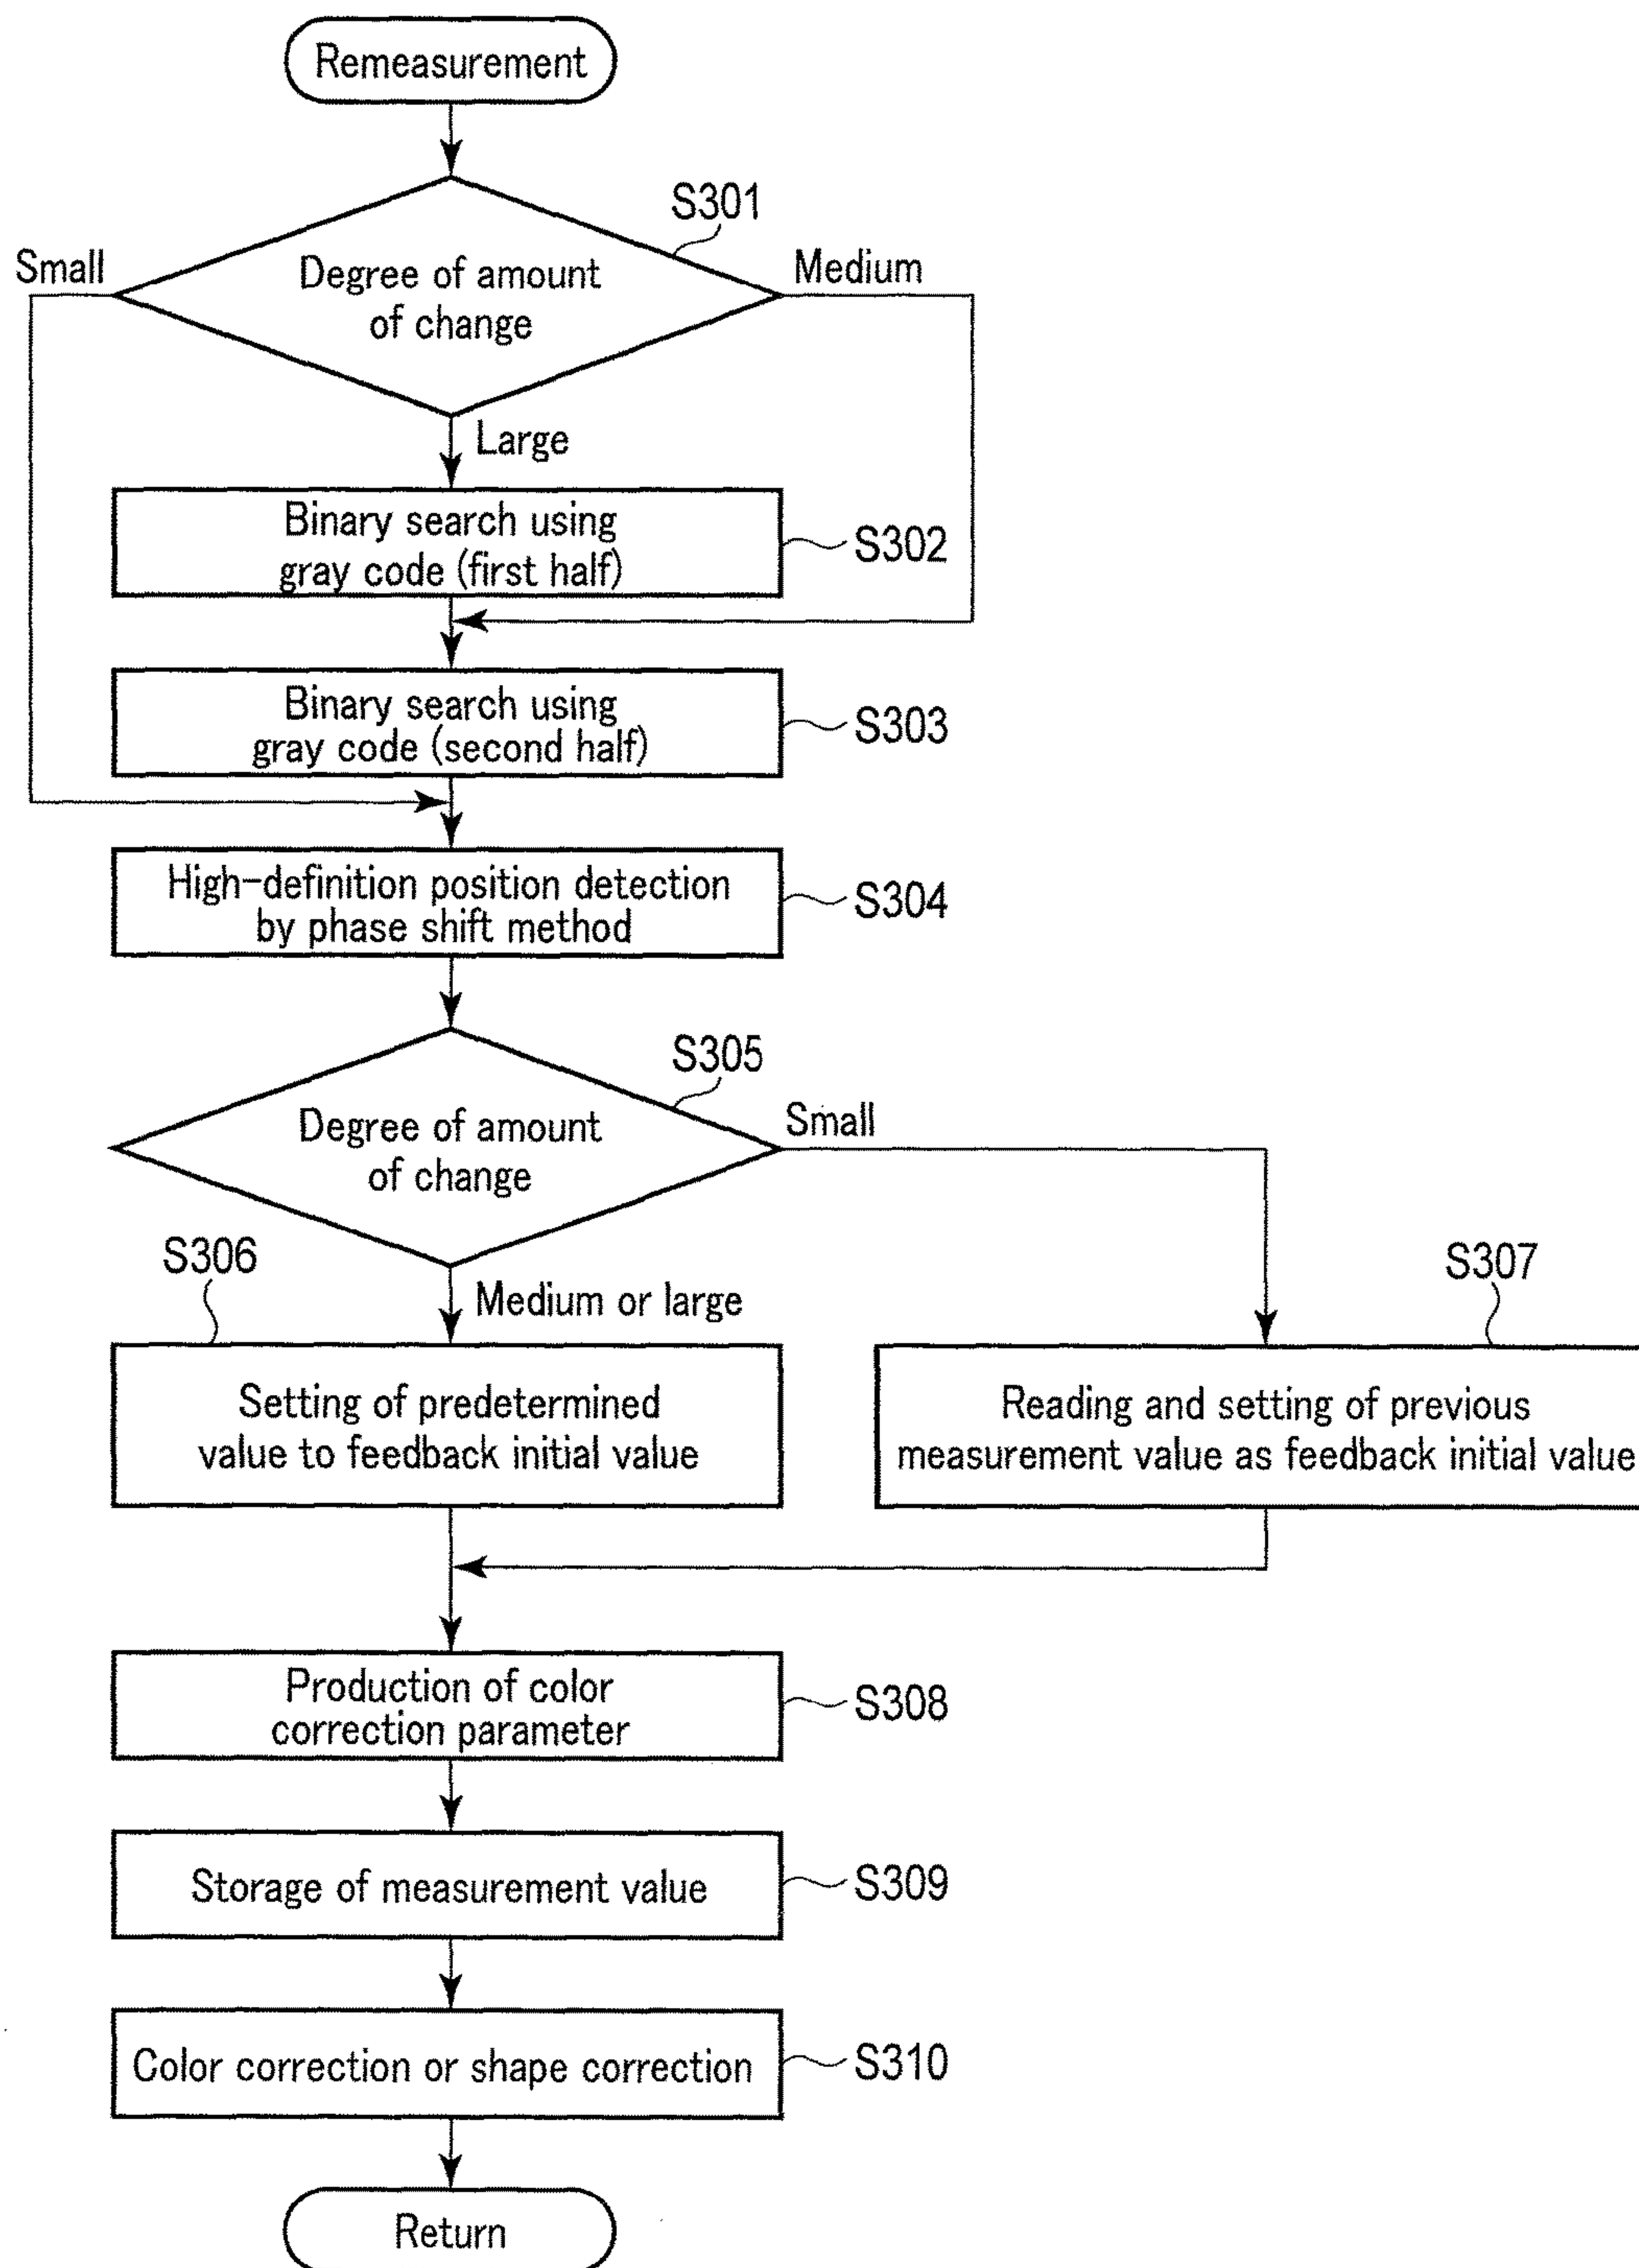 Remeasurement
S301
Small
Medium
Degree of amount
of change
Large
Binary search using
gray code (first half)
S302
Binary search using
gray code (second half)
S303
High-definition position detection
by phase shift method
S304
S305
Small
Degree of amount
of change
S306
Medium or large
S307
Setting of predetermined
value to feedback initial value
Reading and setting of previous
measurement value as feedback initial value
Production of color
correction parameter
S308
Storage of measurement value
S309
Color correction or shape correction
S310
Return